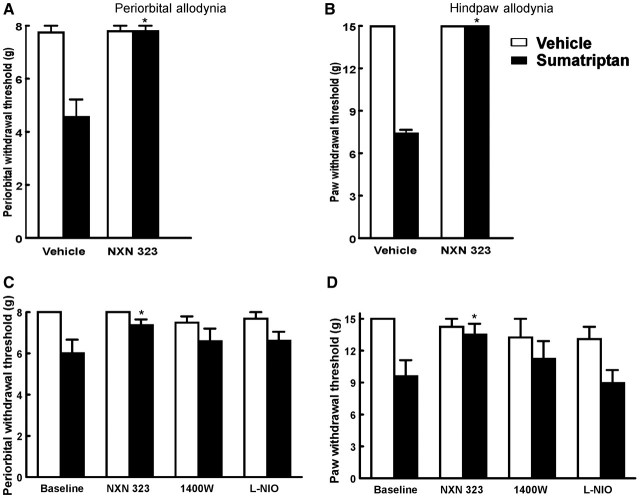 A
Periorbital allodynia
Periorbital withdrawal threshold (g)
8
6
4
2
0
*
Vehicle NXN 323
B
Hindpaw allodynia
Paw withdrawal threshold (g)
15
12
9
6
3
0
*
Vehicle NXN 323
Vehicle
Sumatriptan
C
Periorbital withdrawal threshold (g)
8
6
4
2
0
*
Baseline NXN 323 1400W L-NIO
D
Paw withdrawal threshold (g)
15
12
9
6
3
0
*
Baseline NXN 323 1400W L-NIO